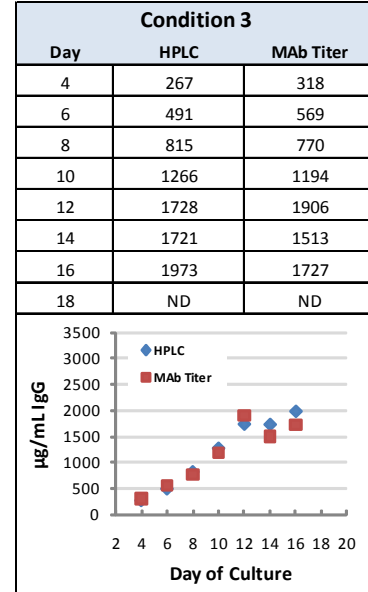 Condition 3
Day HPLC MAb Titer
4 267 318
6 491 569
8 815 770
10 1266 1194
12 1728 1906
14 1721 1513
16 1973 1727
18 ND ND
µg/mL IgG
3500
3000
2500
2000
1500
1000
500
0
HPLC
MAb Titer
2 4 6 8 10 12 14 16 18 20
Day of Culture